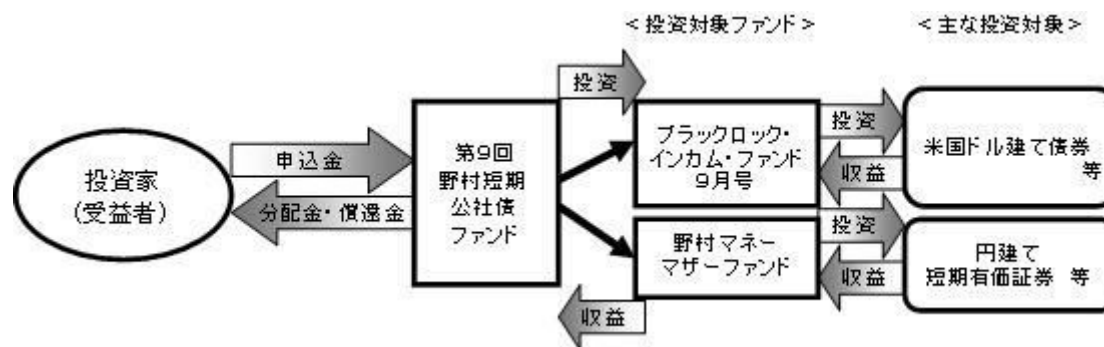 ＜投資対象ファンド＞
＜主な投資対象＞
投資
投資家
（受益者）
申込金
分配金・償還金
第９回
野村短期
公社債
ファンド
ブラックロック・
インカム・ファンド
９月号
投資
収益
米国ドル建て債券
等
野村マネー
マザーファンド
投資
収益
円建て
短期有価証券　等
収益